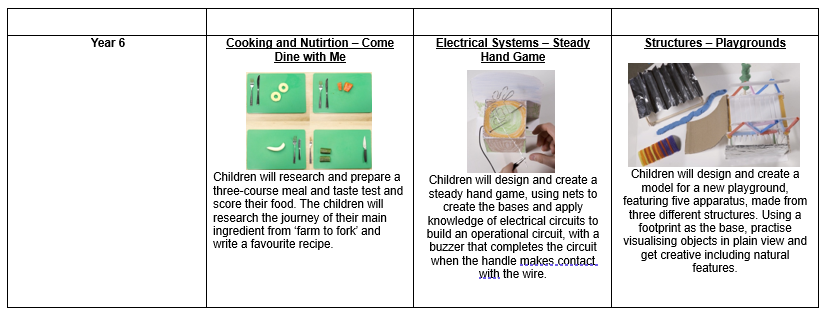 Year 6
Cooking and Nutirtion – Come
Dine with Me
Children will research and prepare a
three-course meal and taste test and
score their food. The children will
research the journey of their main
ingredient from ‘farm to fork’ and
write a favourite recipe.
Electrical Systems – Steady
Hand Game
Children will design and create a
steady hand game, using nets to
create the bases and apply
knowledge of electrical circuits to
build an operational circuit, with a
buzzer that completes the circuit
when the handle makes contact
with the wire.
Structures – Playgrounds
Children will design and create a
model for a new playground,
featuring five apparatus, made from
three different structures. Using a
footprint as the base, practise
visualising objects in plain view and
get creative including natural
features.